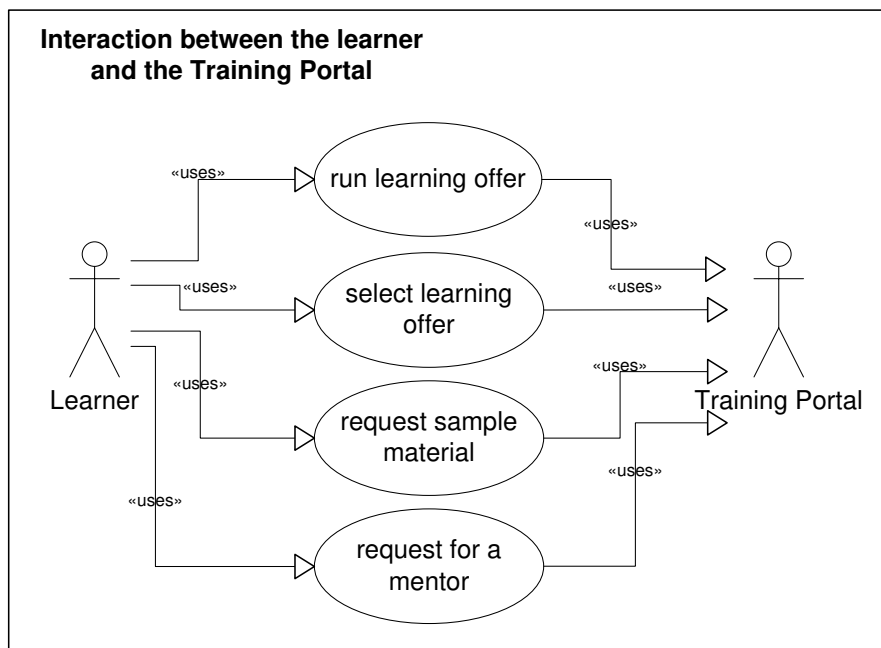 Interaction between the learner
and the Training Portal
«uses»
run learning offer
«uses»
«uses»
select learning
offer
«uses»
Learner
«uses»
request sample
material
«uses»
Training Portal
«uses»
request for a
mentor
«uses»